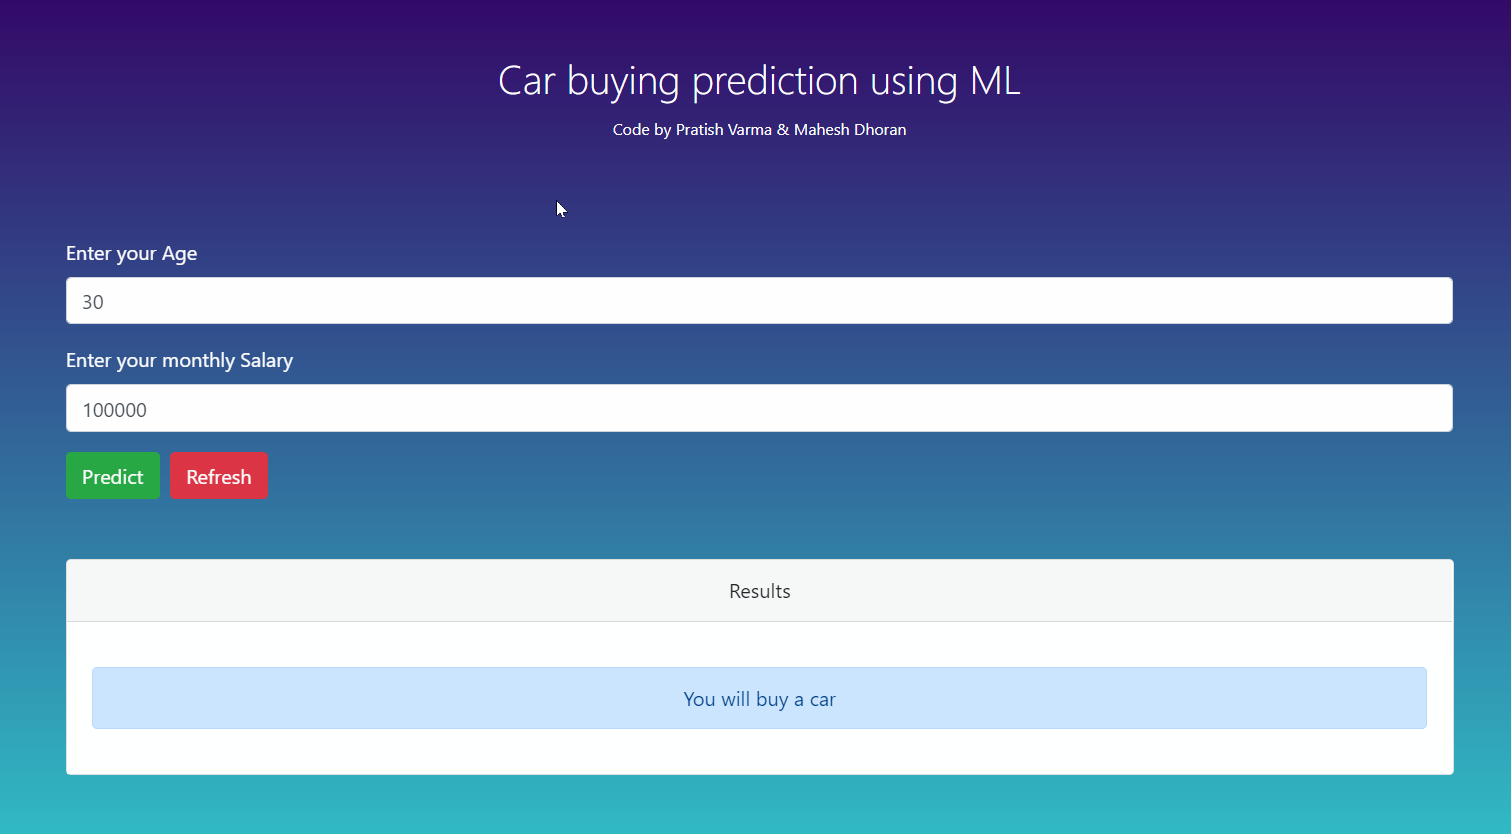 Car buying prediction using ML
Code by Pratish Varma & Mahesh Dhoran
Enter your Age
30
Enter your monthly Salary
100000
Predict Refresh
Results
You will buy a car